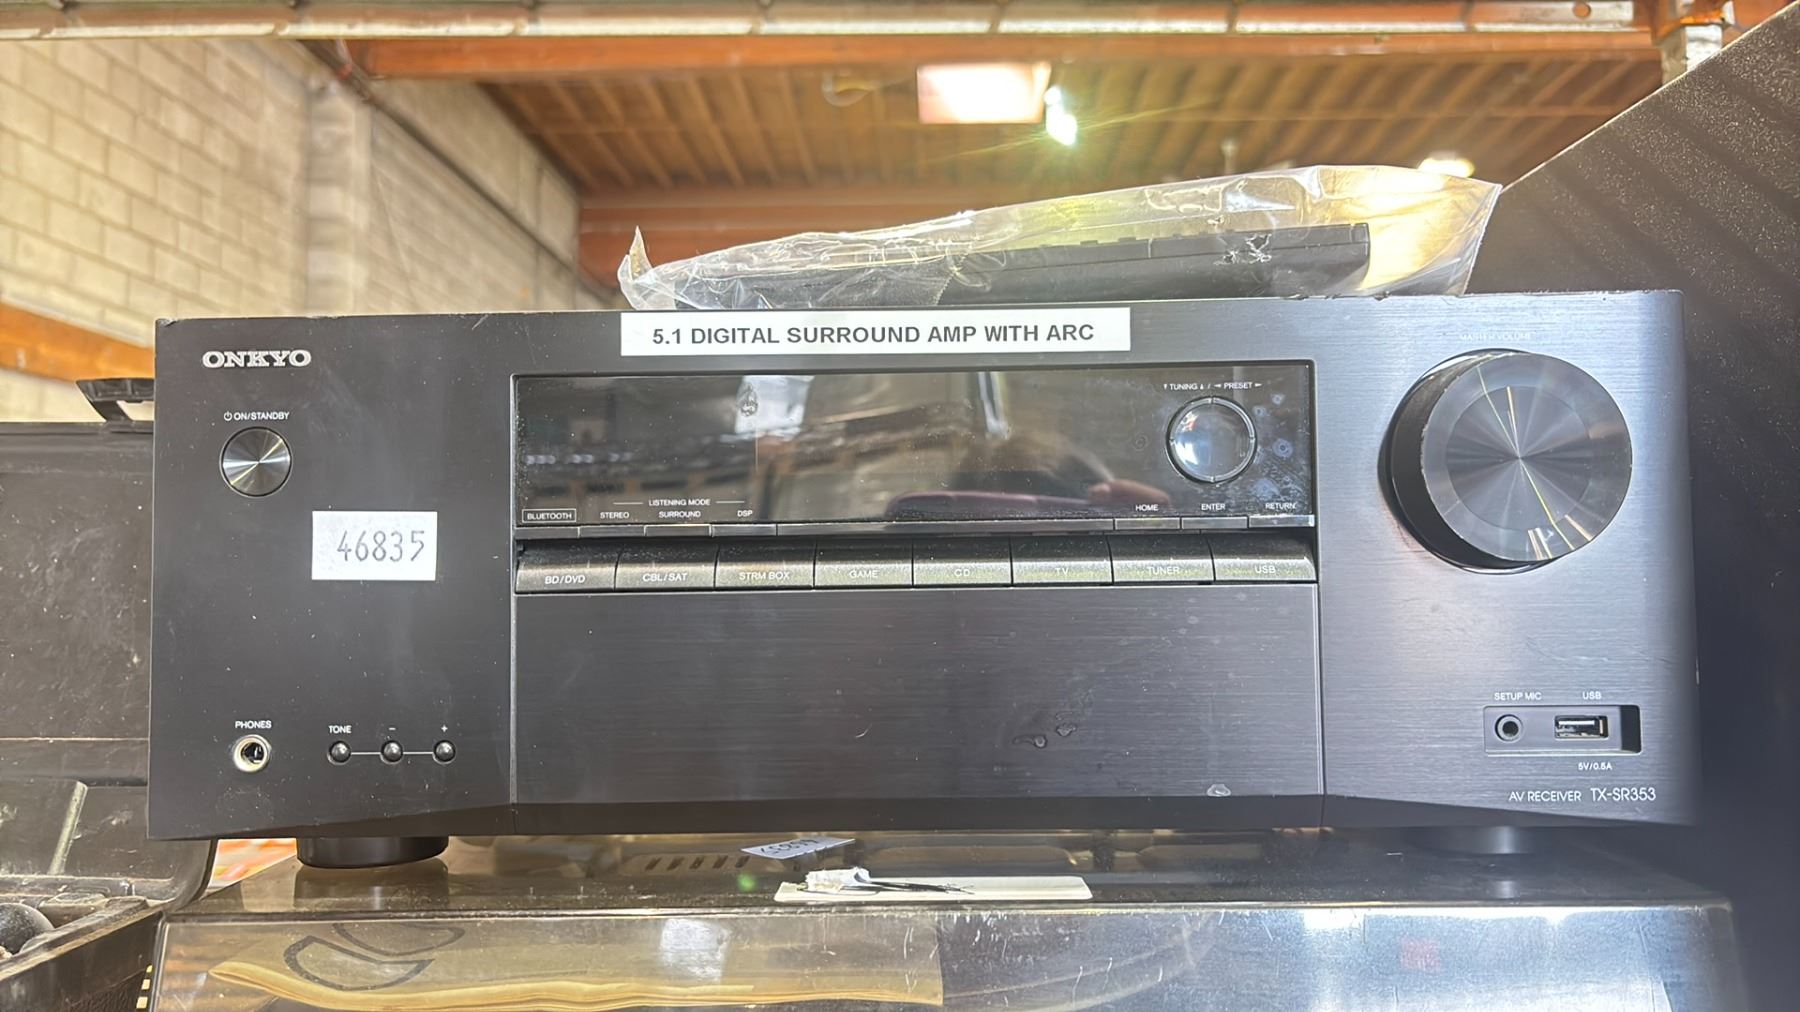 5.1 DIGITAL SURROUND AMP WITH ARC
ONKYO
MASTER VOLUME
ON/STANDBY
TUNING / PRESET
46835
LISTENING MODE
BLUETOOTH STEREO SURROUND DSP HOME ENTER RETURN
BD/DVD CBL/SAT STRM BOX GAME CD TV TUNER USB
PHONES TONE - +
SETUP MIC USB
5V/0.5A
AV RECEIVER TX-SR353